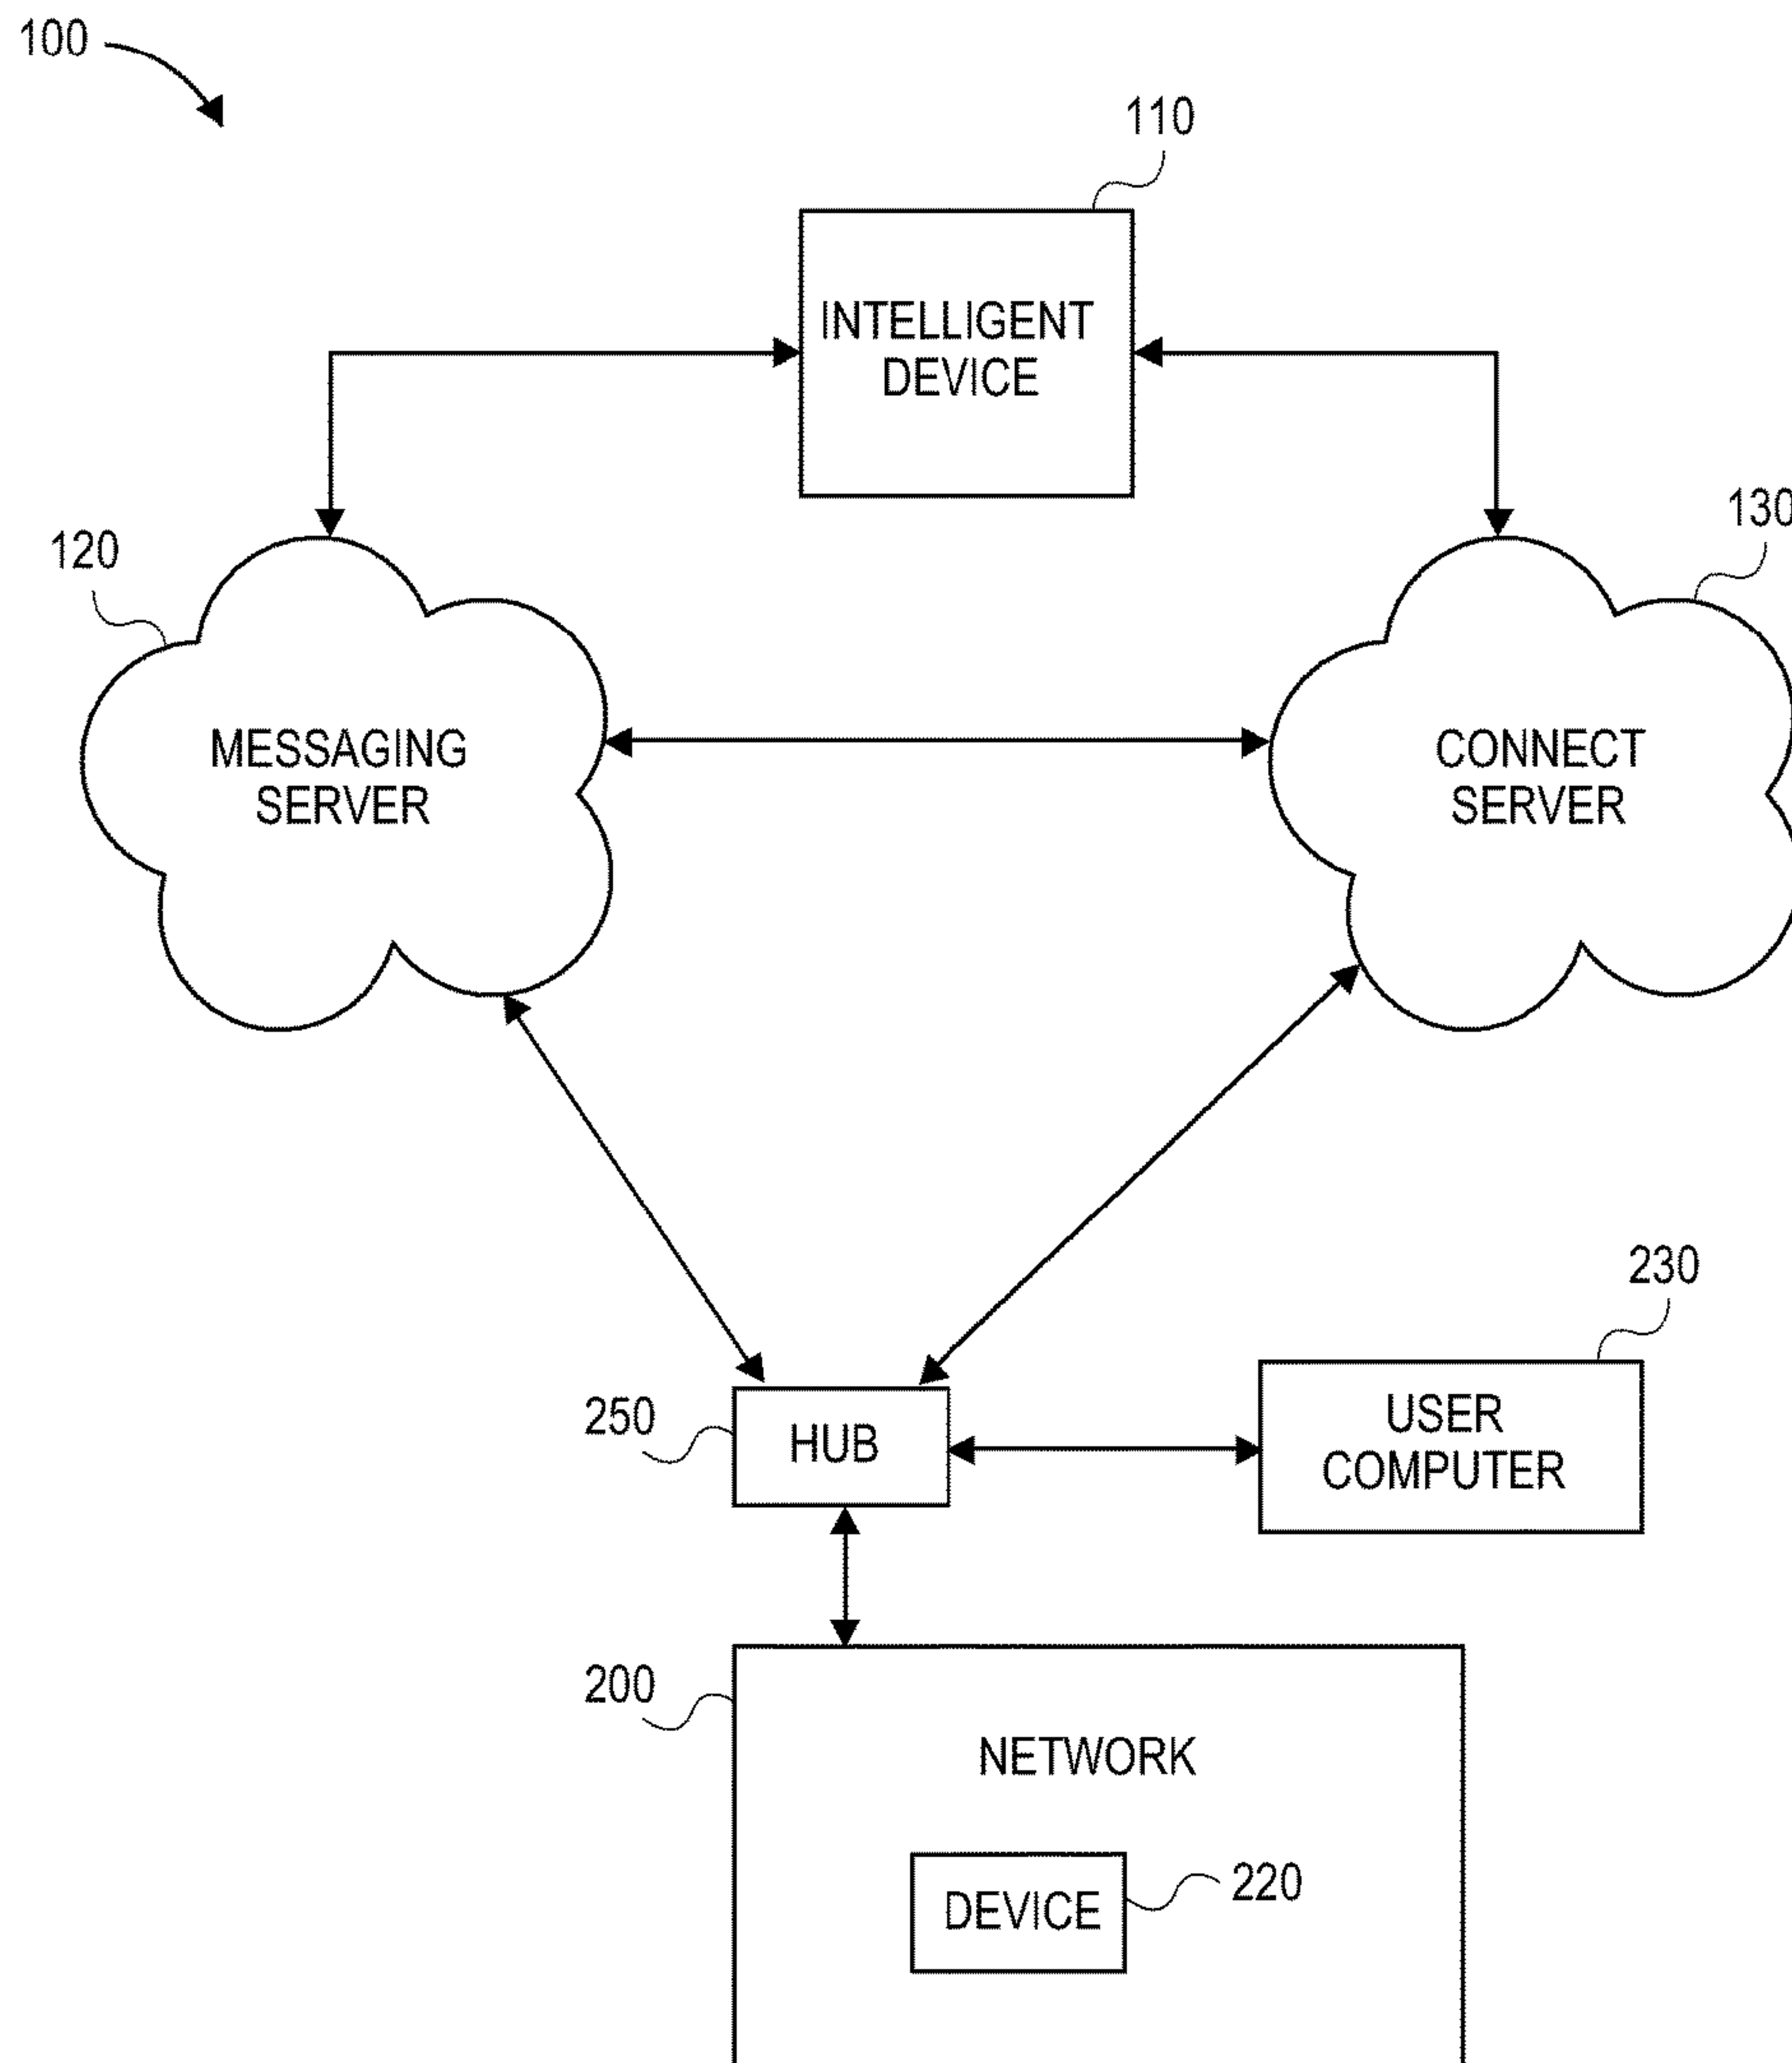 100
110
INTELLIGENT
DEVICE
120
130
MESSAGING
SERVER
CONNECT
SERVER
230
250
HUB
USER
COMPUTER
200
NETWORK
DEVICE
220